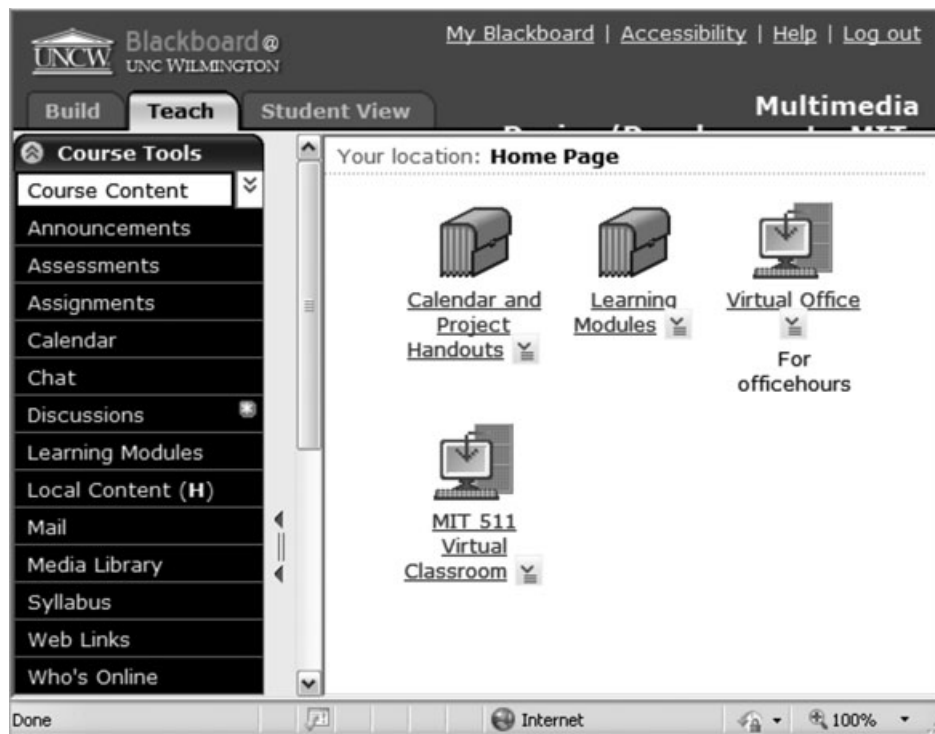 UNCW
Blackboard@
UNC WILMINGTON
My Blackboard | Accessibility | Help | Log out
Build
Teach
Student View
Multimedia
Course Tools
Course Content
Announcements
Assessments
Assignments
Calendar
Chat
Discussions
Learning Modules
Local Content (H)
Mail
Media Library
Syllabus
Web Links
Who's Online
Your location: Home Page
Calendar and
Project
Handouts
Learning
Modules
Virtual Office
For
officehours
MIT 511
Virtual
Classroom
Done
Internet
100%